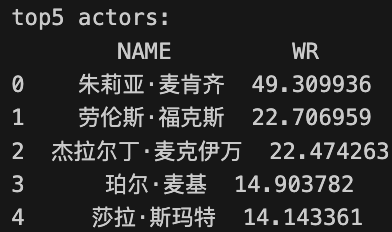 top5 actors:
NAME WR
0 朱莉亚·麦肯齐 49.309936
1 劳伦斯·福克斯 22.706959
2 杰拉尔丁·麦克伊万 22.474263
3 珀尔·麦基 14.903782
4 莎拉·斯玛特 14.143361